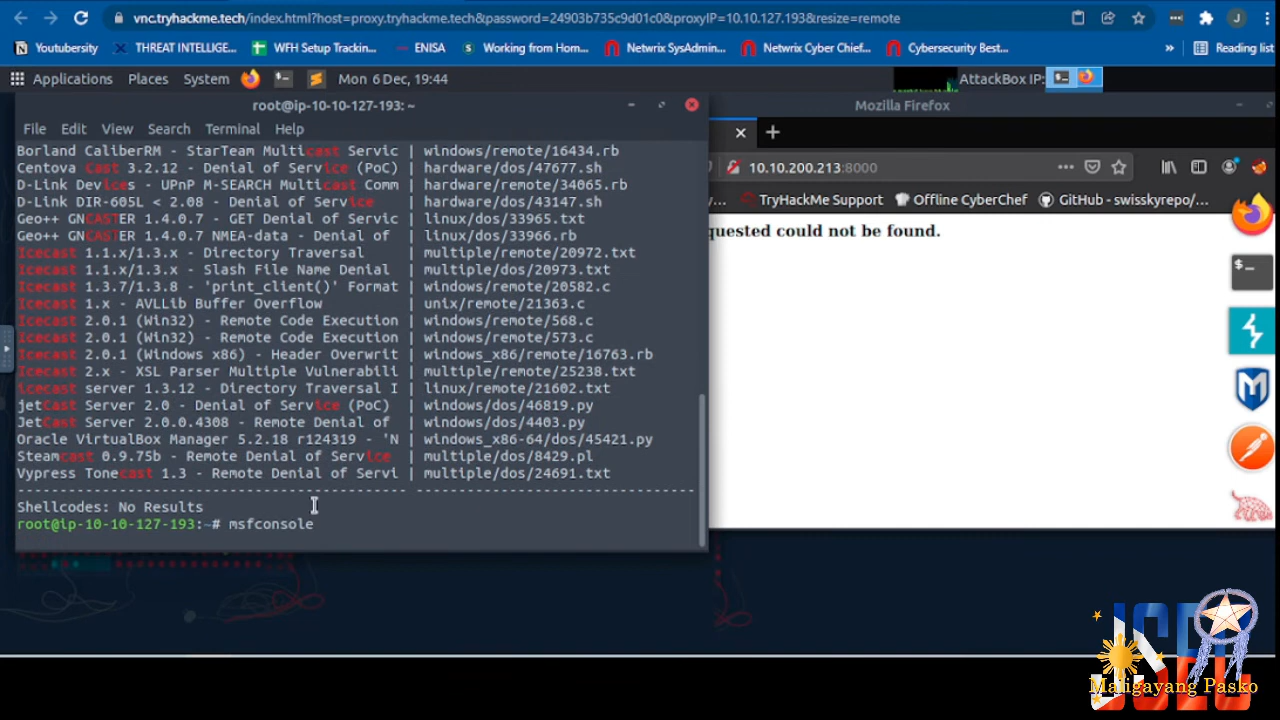 vnc.tryhackme.tech/index.html?host=proxy.tryhackme.tech&password=24903b735c9d01c0&proxyIP=10.10.127.193&resize=remote
J
Youtubersity THREAT INTELLIGE... WFH Setup Trackin... ENISA Working from Hom... Netwrix SysAdmin... Netwrix Cyber Chief... Cybersecurity Best... » Reading list
Applications Places System Mon 6 Dec, 19:44 AttackBox IP:
root@ip-10-10-127-193: ~
Mozilla Firefox
File Edit View Search Terminal Help
10.10.200.213:8000
TryHackMe Support Offline CyberChef GitHub - swisskyrepo/...
quested could not be found.
Borland CaliberRM - StarTeam Multicast Servic | windows/remote/16434.rb
Centova Cast 3.2.12 - Denial of Service (PoC) | hardware/dos/47677.sh
D-Link Devices - UPnP M-SEARCH Multicast Comm | hardware/remote/34065.rb
D-Link DIR-605L < 2.08 - Denial of Service | hardware/dos/43147.sh
Geo++ GNCASTER 1.4.0.7 - GET Denial of Servic | linux/dos/33965.txt
Geo++ GNCASTER 1.4.0.7 NMEA-data - Denial of | linux/dos/33966.rb
Icecast 1.1.x/1.3.x - Directory Traversal | multiple/remote/20972.txt
Icecast 1.1.x/1.3.x - Slash File Name Denial | multiple/dos/20973.txt
Icecast 1.3.7/1.3.8 - 'print_client()' Format | windows/remote/20582.c
Icecast 1.x - AVLLib Buffer Overflow | unix/remote/21363.c
Icecast 2.0.1 (Win32) - Remote Code Execution | windows/remote/568.c
Icecast 2.0.1 (Win32) - Remote Code Execution | windows/remote/573.c
Icecast 2.0.1 (Windows x86) - Header Overwrit | windows_x86/remote/16763.rb
Icecast 2.x - XSL Parser Multiple Vulnerabili | multiple/remote/25238.txt
icecast server 1.3.12 - Directory Traversal I | linux/remote/21602.txt
jetCast Server 2.0 - Denial of Service (PoC) | windows/dos/46819.py
JetCast Server 2.0.0.4308 - Remote Denial of | windows/dos/4403.py
Oracle VirtualBox Manager 5.2.18 r124319 - 'N | windows_x86-64/dos/45421.py
Steamcast 0.9.75b - Remote Denial of Service | multiple/dos/8429.pl
Vypress Tonecast 1.3 - Remote Denial of Servi | multiple/dos/24691.txt
Shellcodes: No Results
root@ip-10-10-127-193:~# msfconsole
Maligayang Pasko